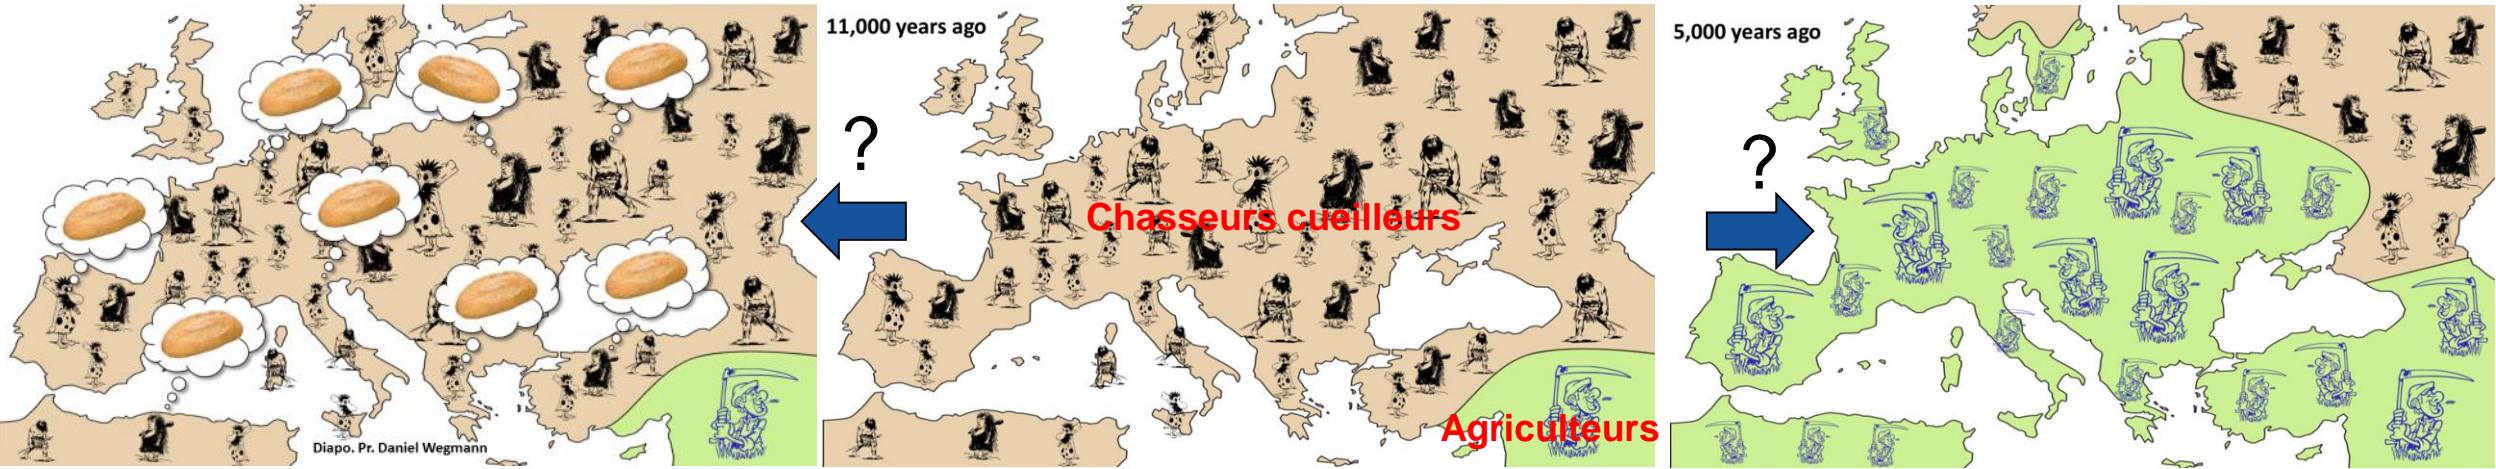 11,000 years ago
5,000 years ago
?
?
Chasseurs cueilleurs
Agriculteurs
Diapo. Pr. Daniel Wegmann